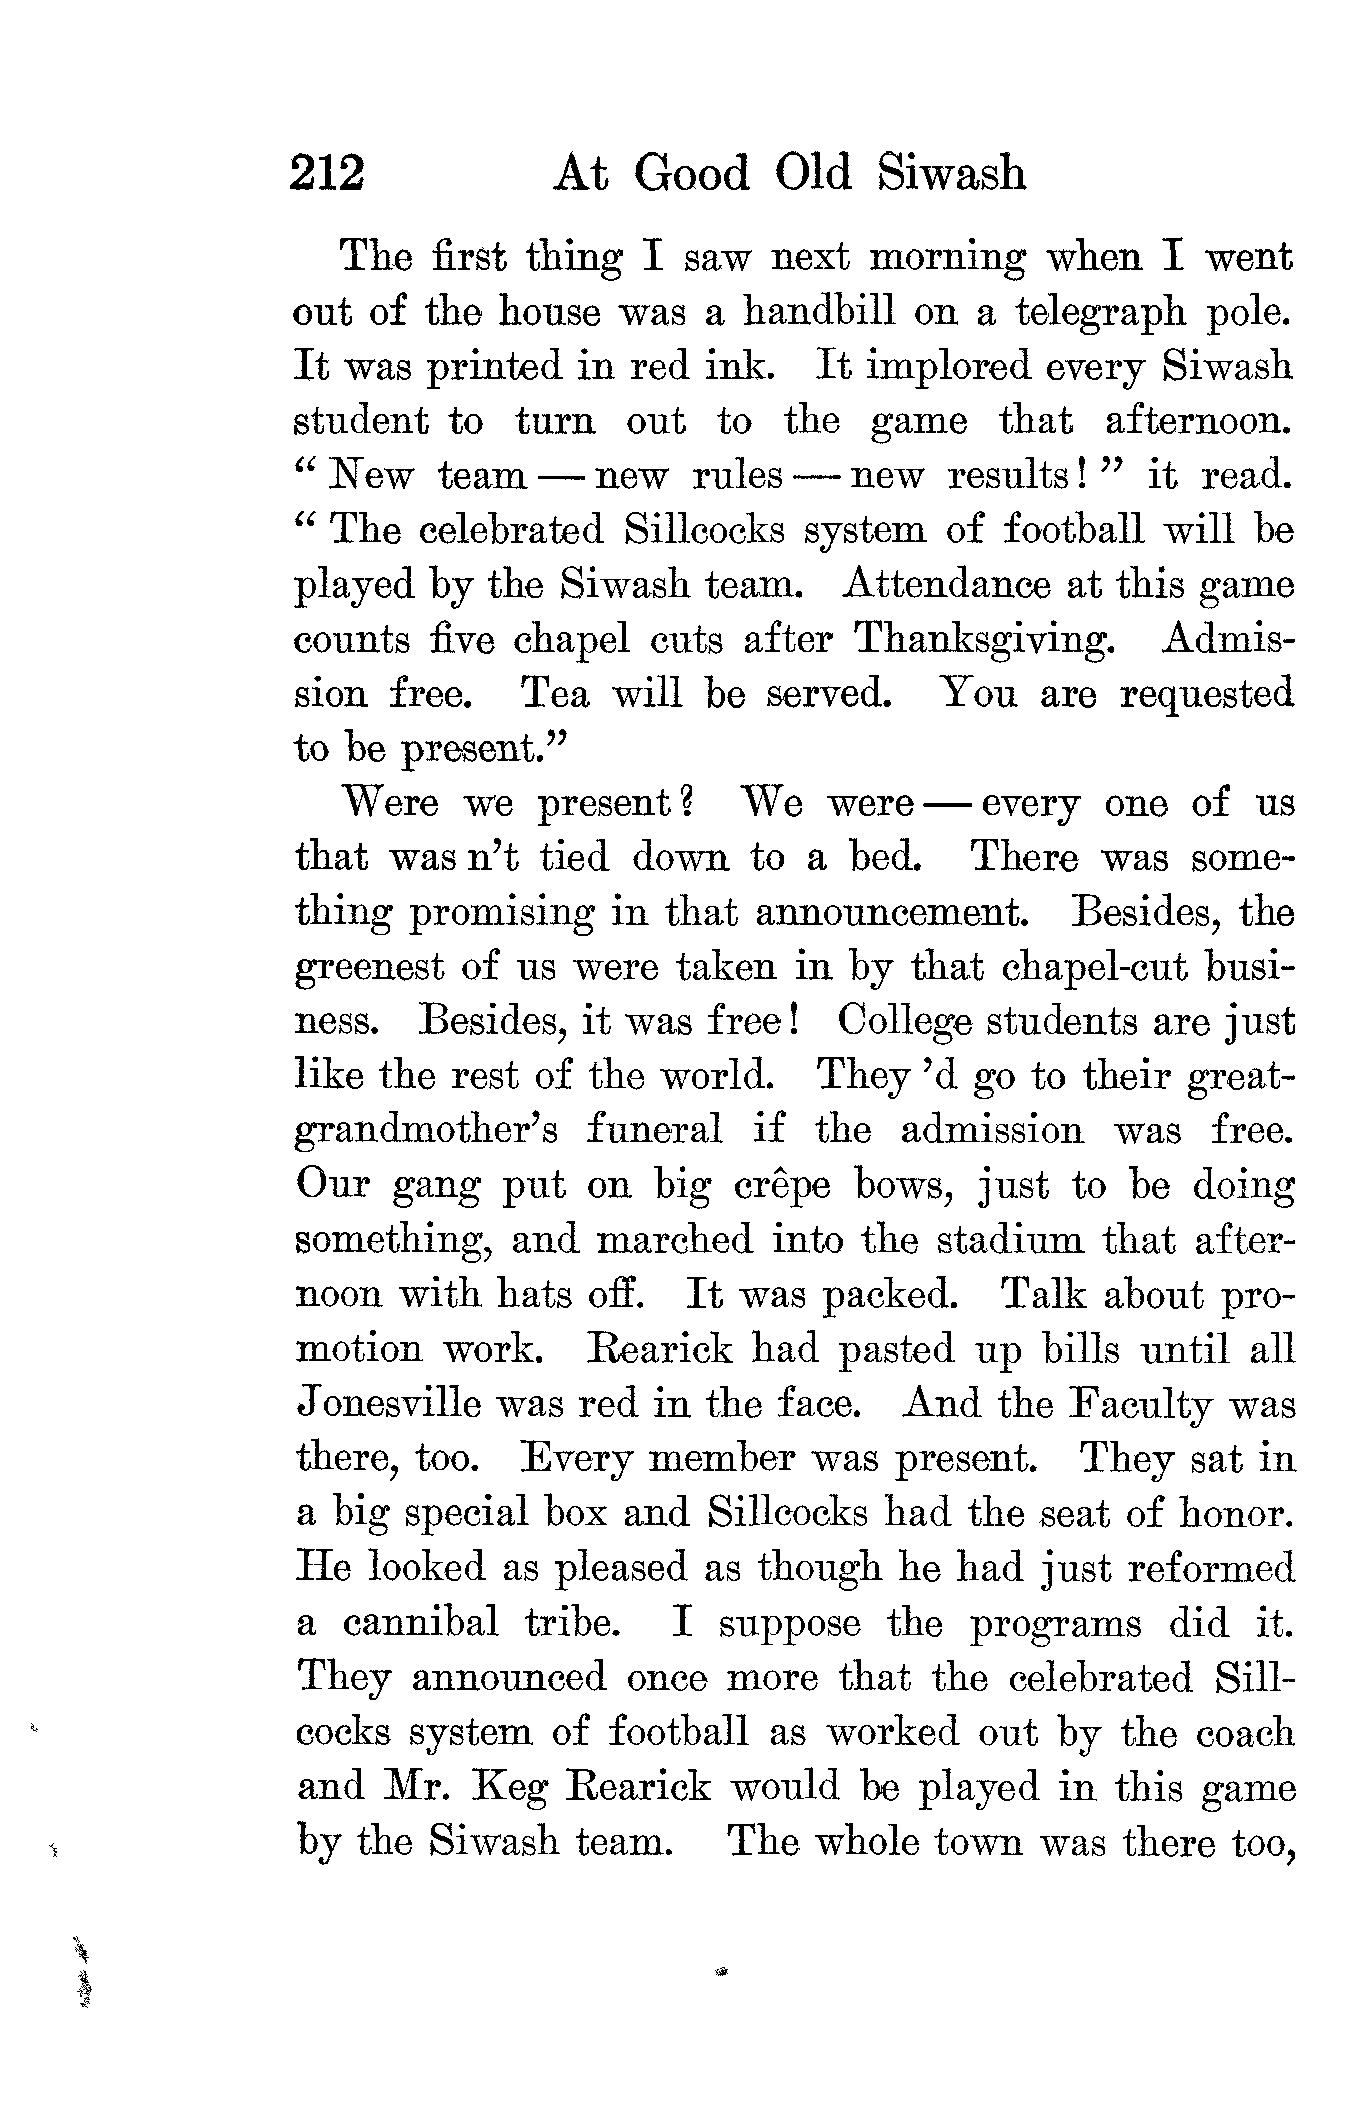 212 At Good Old Siwash
The first thing I saw next morning when I went
out of the house was a handbill on a telegraph pole.
It was printed in red ink. It implored every Siwash
student to turn out to the game that afternoon.
“ New team — new rules — new results! ” it read.
“ The celebrated Sillcocks system of football will be
played by the Siwash team. Attendance at this game
counts five chapel cuts after Thanksgiving. Admis-
sion free. Tea will be served. You are requested
to be present.”
Were we present? We were — every one of us
that was n’t tied down to a bed. There was some-
thing promising in that announcement. Besides, the
greenest of us were taken in by that chapel-cut busi-
ness. Besides, it was free! College students are just
like the rest of the world. They ’d go to their great-
grandmother’s funeral if the admission was free.
Our gang put on big crêpe bows, just to be doing
something, and marched into the stadium that after-
noon with hats off. It was packed. Talk about pro-
motion work. Rearick had pasted up bills until all
Jonesville was red in the face. And the Faculty was
there, too. Every member was present. They sat in
a big special box and Sillcocks had the seat of honor.
He looked as pleased as though he had just reformed
a cannibal tribe. I suppose the programs did it.
They announced once more that the celebrated Sill-
cocks system of football as worked out by the coach
and Mr. Keg Rearick would be played in this game
by the Siwash team. The whole town was there too,